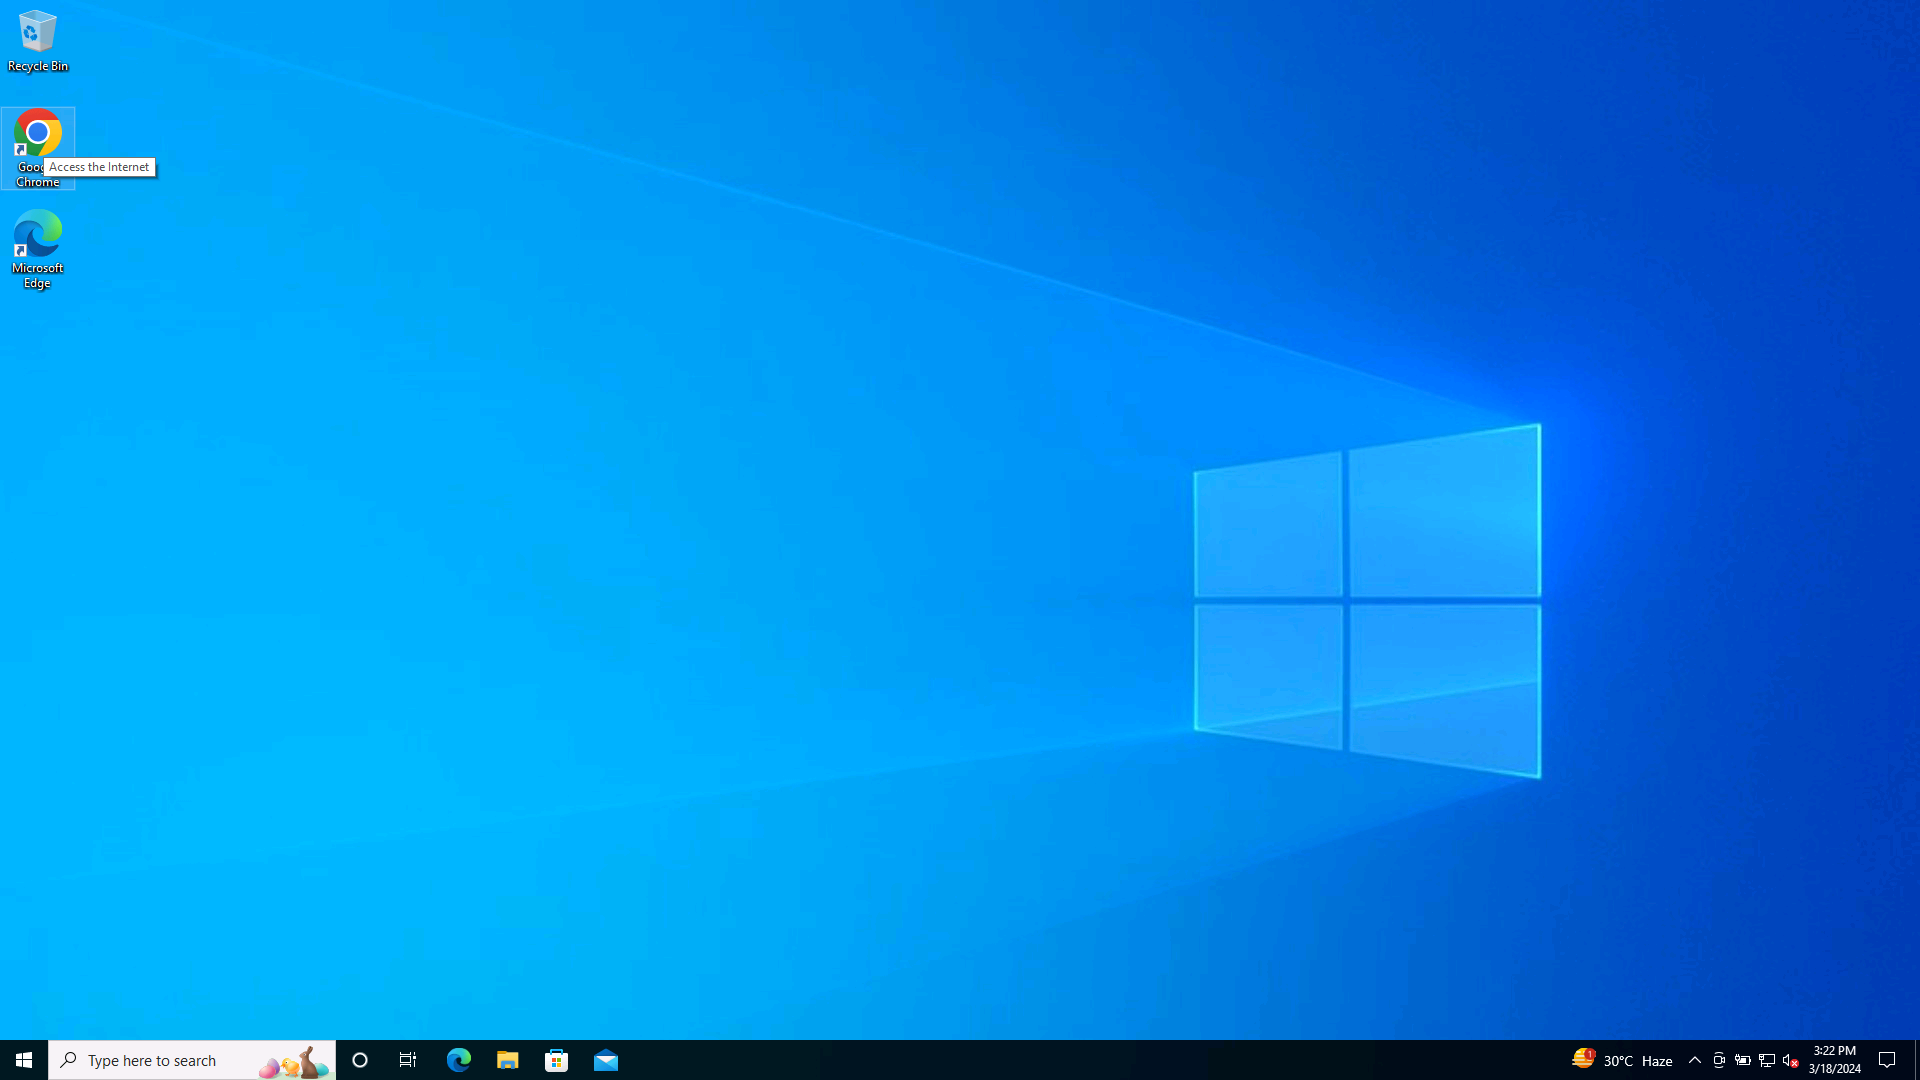 Recycle Bin
Goo
Chrome
Access the Internet
Microsoft
Edge
Type here to search
1
30°C Haze
3:22 PM
3/18/2024